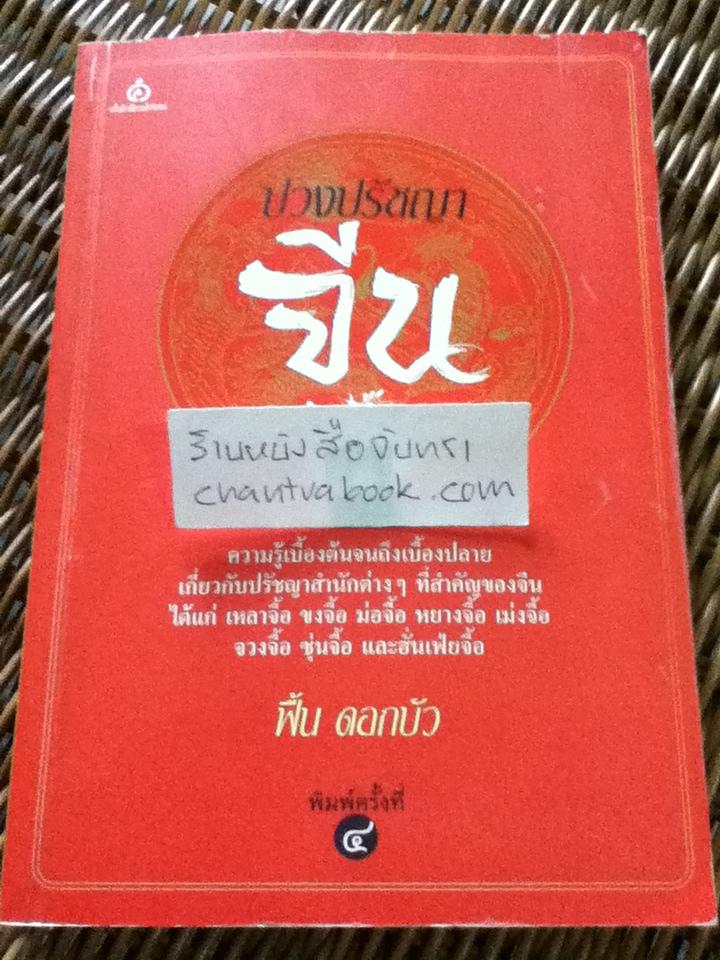 ปวงปรัชญา
จีน
ร้านหนังสือจันทรา
chantrabook.com
ความรู้เบื้องต้นจนถึงเบื้องปลาย
เกี่ยวกับปรัชญาสำนักต่าง ๆ ที่สำคัญของจีน
ได้แก่ เหลาจื้อ ขงจื้อ ม่อจื้อ หยางจื้อ เม่งจื้อ
จวงจื้อ ซุ่นจื้อ และฮั่นเฟยจื้อ
ฟื้น ดอกบัว
พิมพ์ครั้งที่
๔